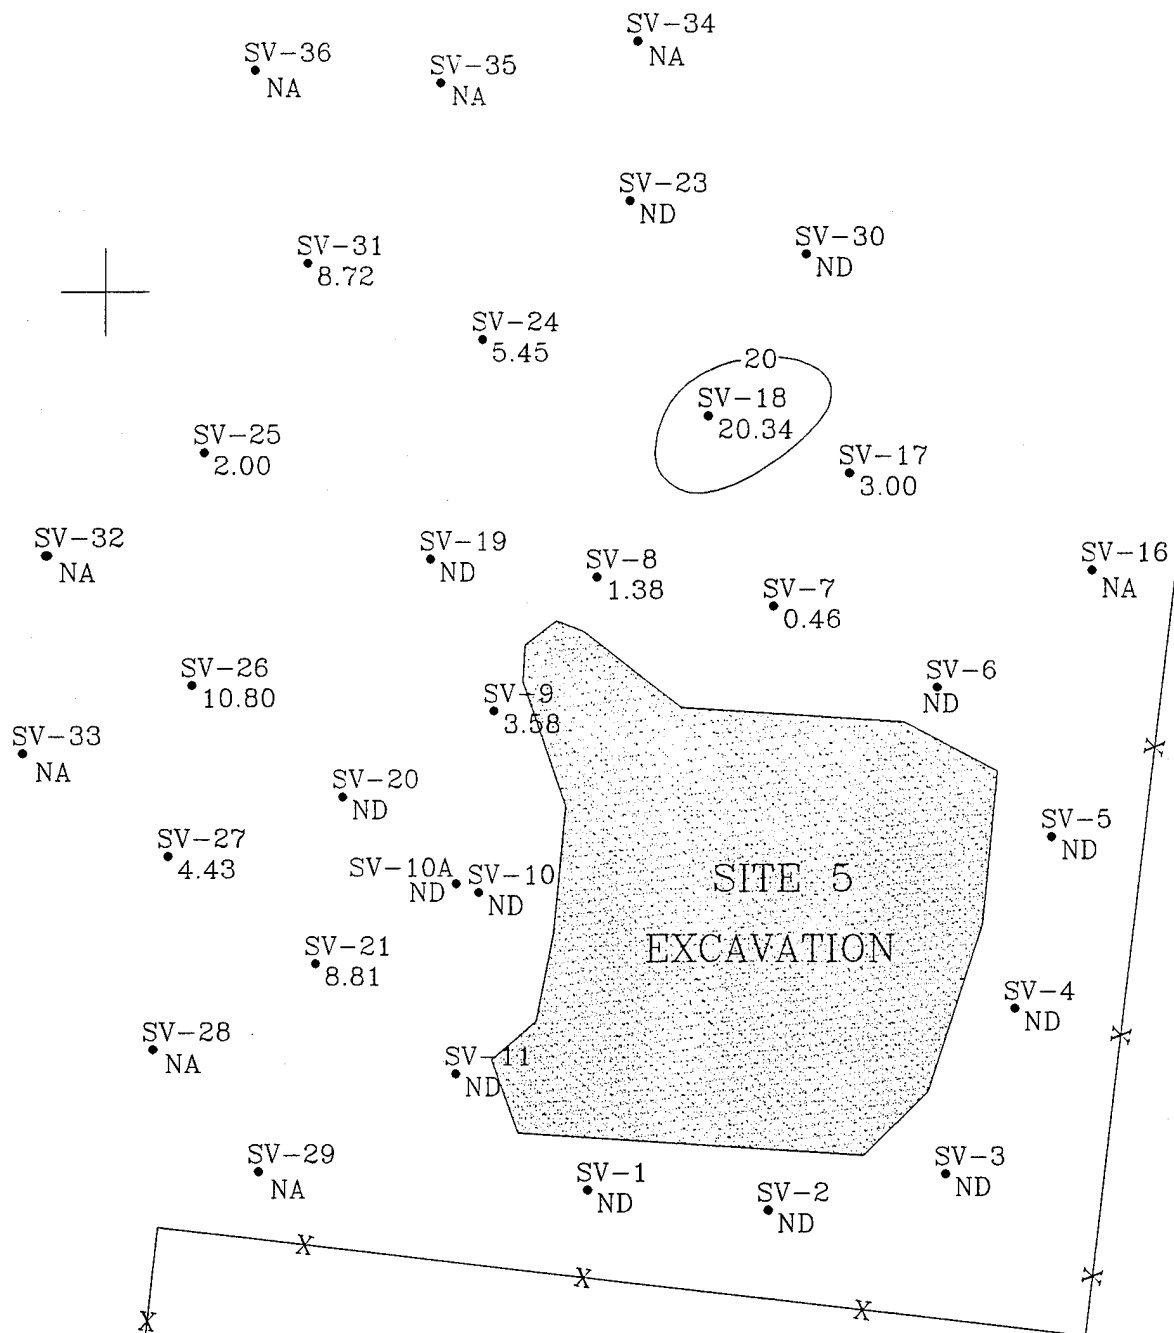 SV-34
NA
SV-36
NA
SV-35
NA
SV-23
ND
SV-30
ND
SV-31
8.72
SV-24
5.45
20
SV-18
20.34
SV-25
2.00
SV-17
3.00
SV-32
NA
SV-19
ND
SV-8
1.38
SV-7
0.46
SV-16
NA
SV-26
10.80
SV-9
3.58
SV-6
ND
SV-33
NA
SV-20
ND
SV-5
ND
SV-27
4.43
SV-10A
ND
SV-10
ND
SITE 5
EXCAVATION
SV-21
8.81
SV-4
ND
SV-28
NA
SV-11
ND
SV-29
NA
SV-1
ND
SV-2
ND
SV-3
ND
X
X
X
X
X
X
X